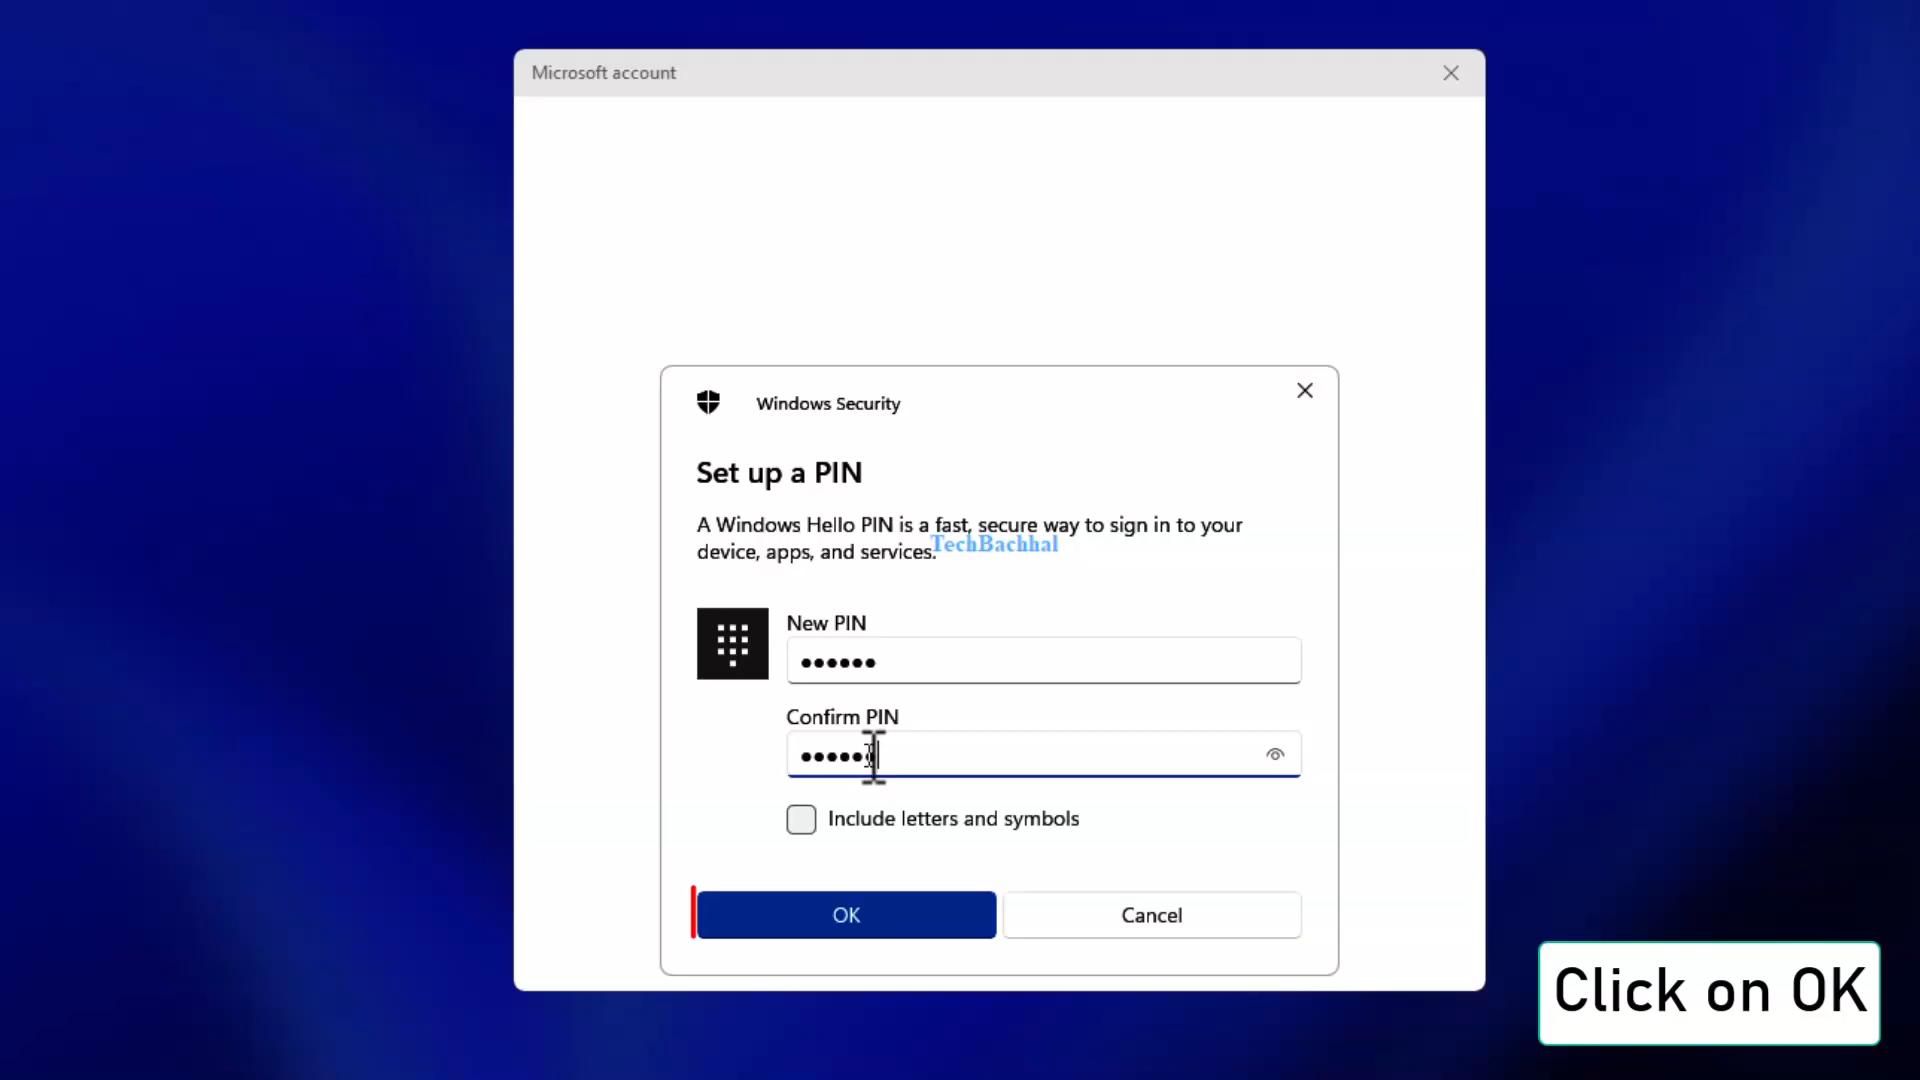 Microsoft account
Windows Security
Set up a PIN
A Windows Hello PIN is a fast, secure way to sign in to your
device, apps, and services.
TechBachhal
New PIN
Confirm PIN
Include letters and symbols
OK
Cancel
Click on OK